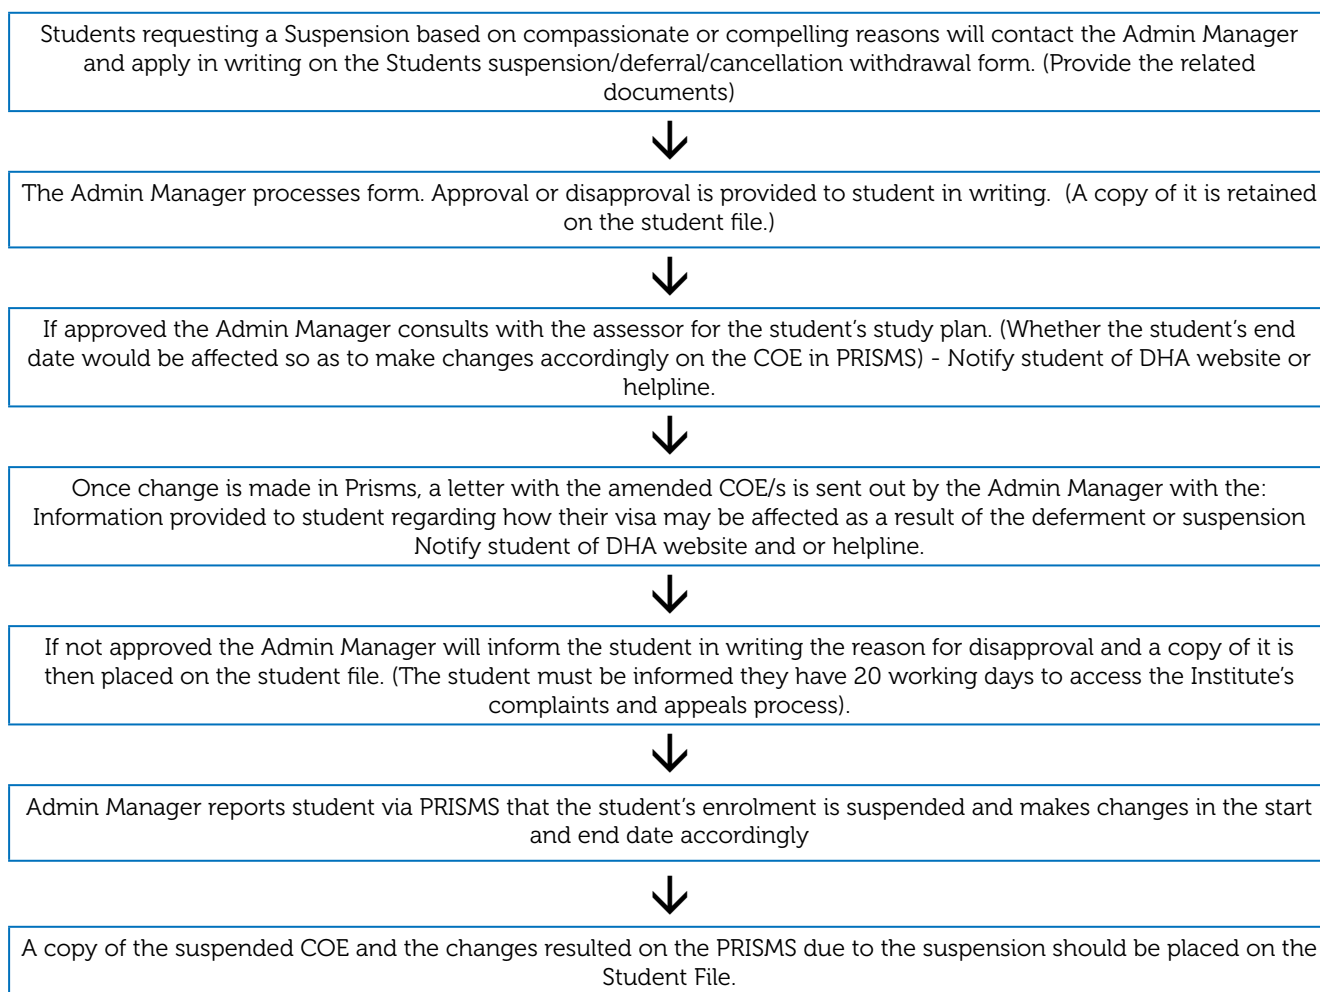 Students requesting a Suspension based on compassionate or compelling reasons will contact the Admin Manager
and apply in writing on the Students suspension/deferral/cancellation withdrawal form. (Provide the related
documents)
The Admin Manager processes form. Approval or disapproval is provided to student in writing.  (A copy of it is retained
on the student file.)
If approved the Admin Manager consults with the assessor for the student’s study plan. (Whether the student’s end
date would be affected so as to make changes accordingly on the COE in PRISMS) - Notify student of DHA website or
helpline.
Once change is made in Prisms, a letter with the amended COE/s is sent out by the Admin Manager with the:
Information provided to student regarding how their visa may be affected as a result of the deferment or suspension
Notify student of DHA website and or helpline.
If not approved the Admin Manager will inform the student in writing the reason for disapproval and a copy of it is
then placed on the student file. (The student must be informed they have 20 working days to access the Institute’s
complaints and appeals process).
Admin Manager reports student via PRISMS that the student’s enrolment is suspended and makes changes in the start
and end date accordingly
A copy of the suspended COE and the changes resulted on the PRISMS due to the suspension should be placed on the
Student File.